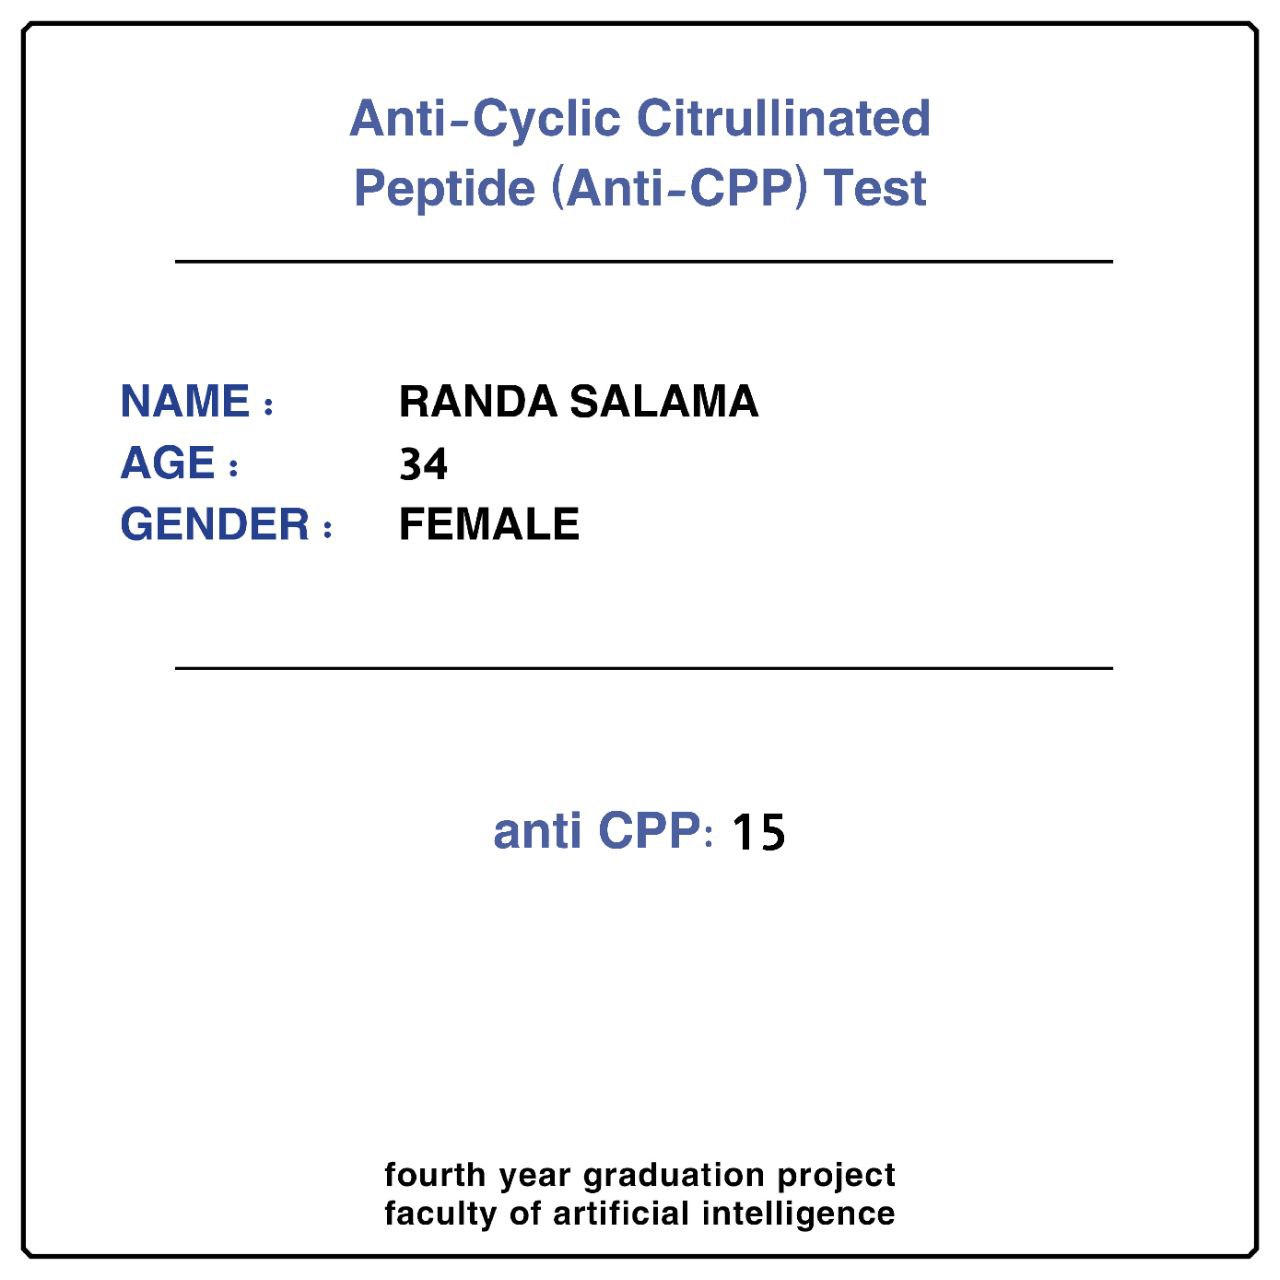 Anti-Cyclic Citrullinated
Peptide (Anti-CPP) Test
NAME : RANDA SALAMA
AGE : 34
GENDER : FEMALE
anti CPP: 15
fourth year graduation project
faculty of artificial intelligence